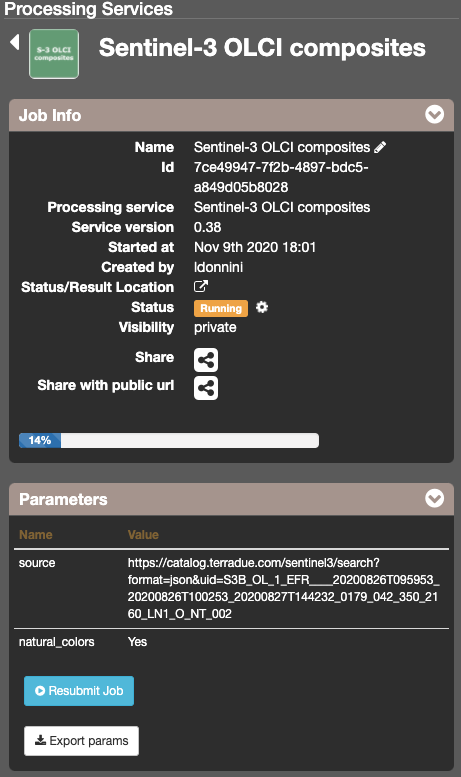 Processing Services
S-3 OLCI
composites
Sentinel-3 OLCI composites
Job Info
Name Sentinel-3 OLCI composites
Id 7ce49947-7f2b-4897-bdc5-
a849d05b8028
Processing service Sentinel-3 OLCI composites
Service version 0.38
Started at Nov 9th 2020 18:01
Created by ldonnini
Status/Result Location
Status Running
Visibility private
Share
Share with public url
14%
Parameters
Name Value
source https://catalog.terradue.com/sentinel3/search?
format=json&uid=S3B_OL_1_EFR____20200826T095953_
20200826T100253_20200827T144232_0179_042_350_21
60_LN1_O_NT_002
natural_colors Yes
Resubmit Job
Export params